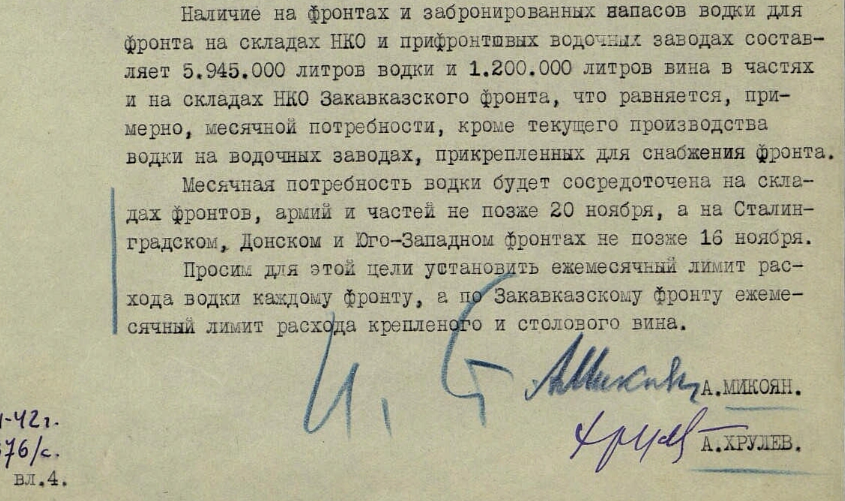 Наличие на фронтах и забронированных запасов водки для
фронта на складах НКО и прифронтовых водочных заводах состав-
ляет 5.945.000 литров водки и 1.200.000 литров вина в частях
и на складах НКО Закавказского фронта, что равняется, при-
мерно, месячной потребности, кроме текущего производства
водки на водочных заводах, прикрепленных для снабжения фронта.
Месячная потребность водки будет сосредоточена на скла-
дах фронтов, армий и частей не позже 20 ноября, а на Сталин-
градском, Донском и Юго-Западном фронтах не позже 16 ноября.
Просим для этой цели установить ежемесячный лимит рас-
хода водки каждому фронту, а по Закавказскому фронту ежеме-
сячный лимит расхода крепленого и столового вина.
И. Ст
АМикоян А.МИКОЯН.
-42г.
Хрулев А.ХРУЛЕВ.
76/с.
вл.4.